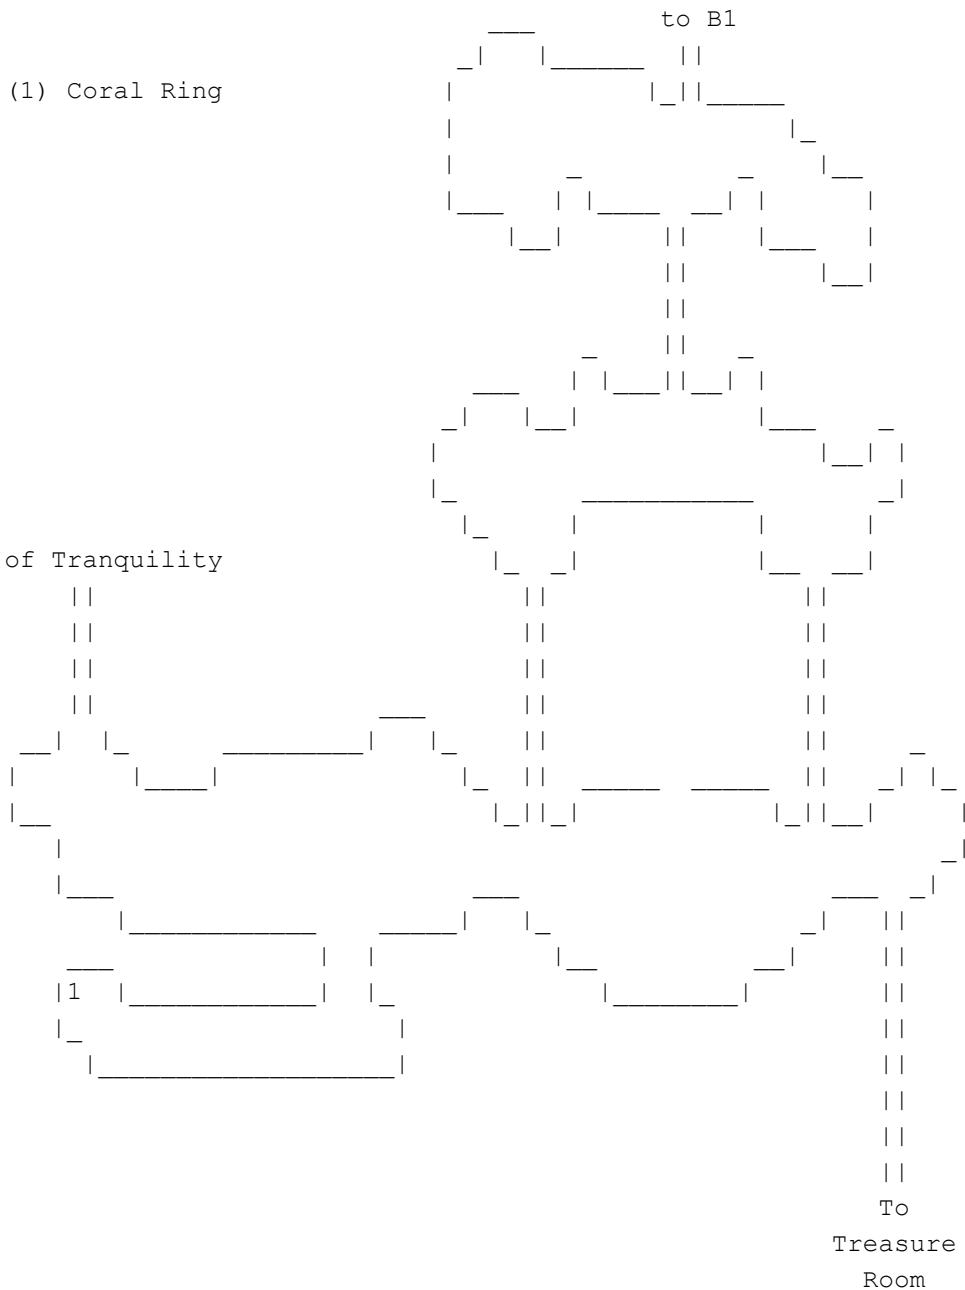 to B1
(1) Coral Ring
of Tranquility
1
To
Treasure
Room